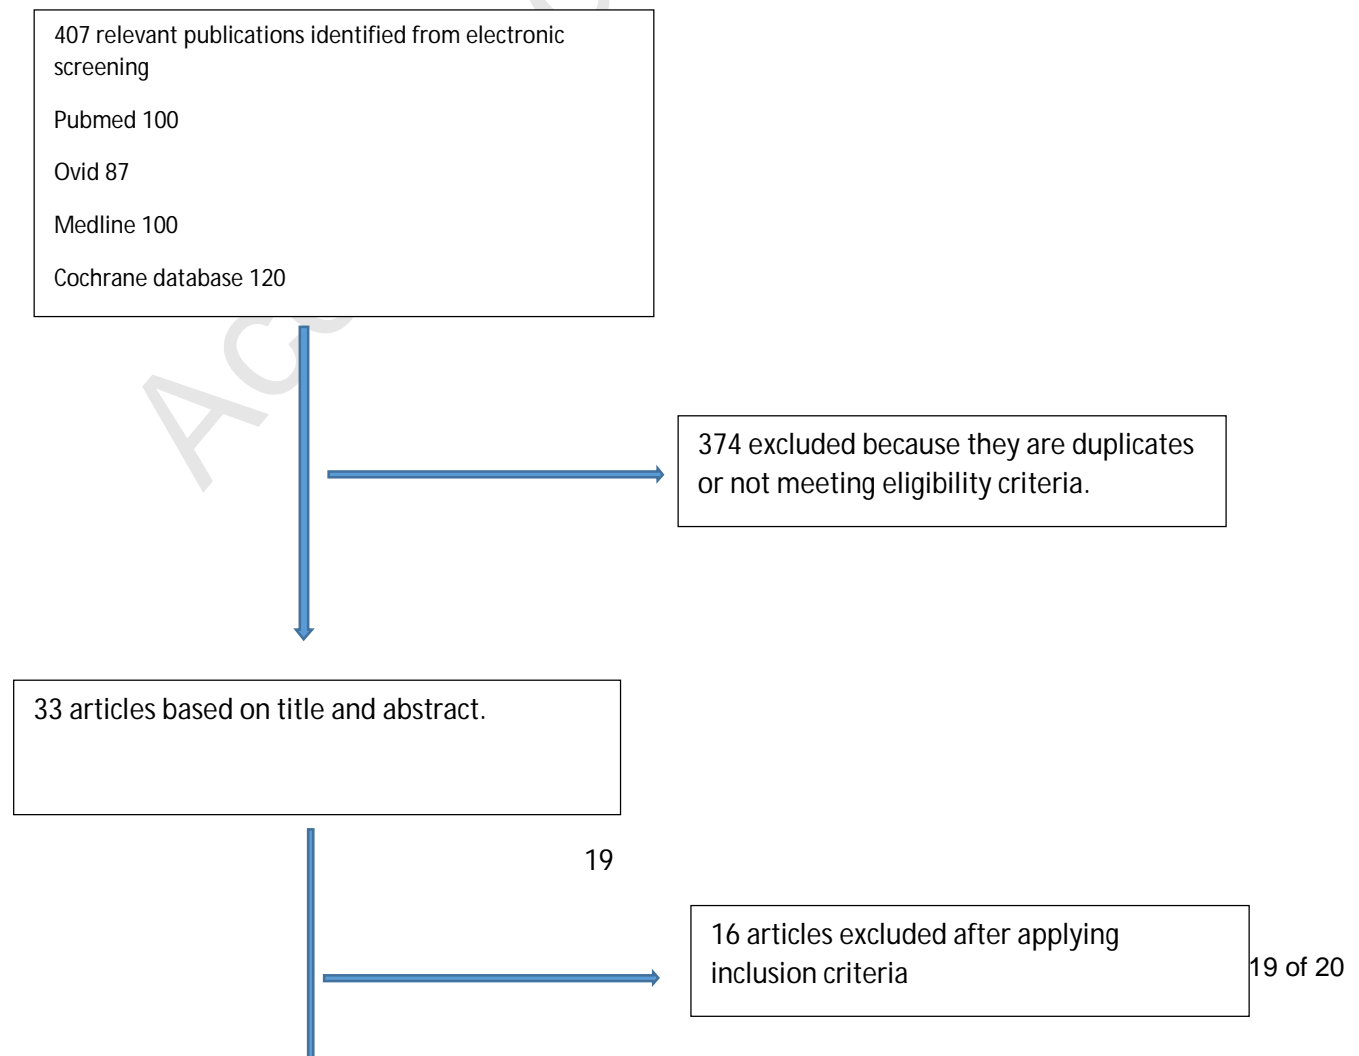 407 relevant publications identified from electronic
screening
Pubmed 100
Ovid 87
Medline 100
Cochrane database 120
374 excluded because they are duplicates
or not meeting eligibility criteria.
33 articles based on title and abstract.
19
16 articles excluded after applying
inclusion criteria
19 of 20